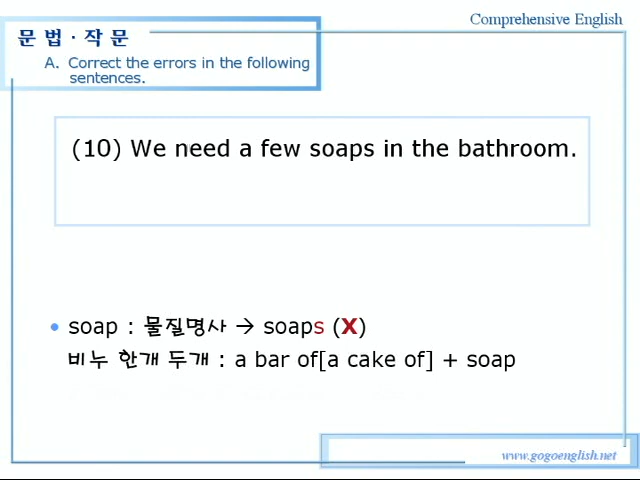 Comprehensive English
문 법 · 작 문
A. Correct the errors in the following
sentences.
(10) We need a few soaps in the bathroom.
• soap : 물질명사 → soaps (X)
비누 한개 두개 : a bar of[a cake of] + soap
www.gogoenglish.net